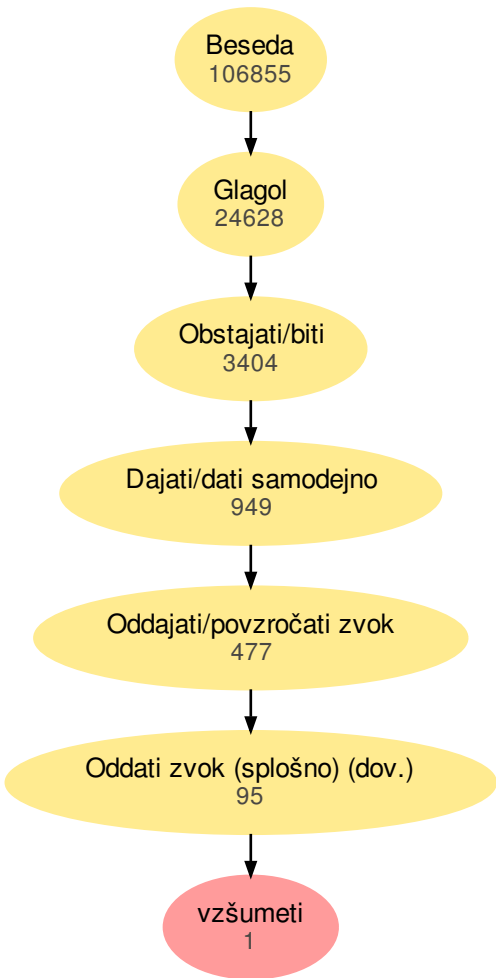 Beseda
106855
Glagol
24628
Obstajati/biti
3404
Dajati/dati samodejno
949
Oddajati/povzročati zvok
477
Oddati zvok (splošno) (dov.)
95
vzšumeti
1